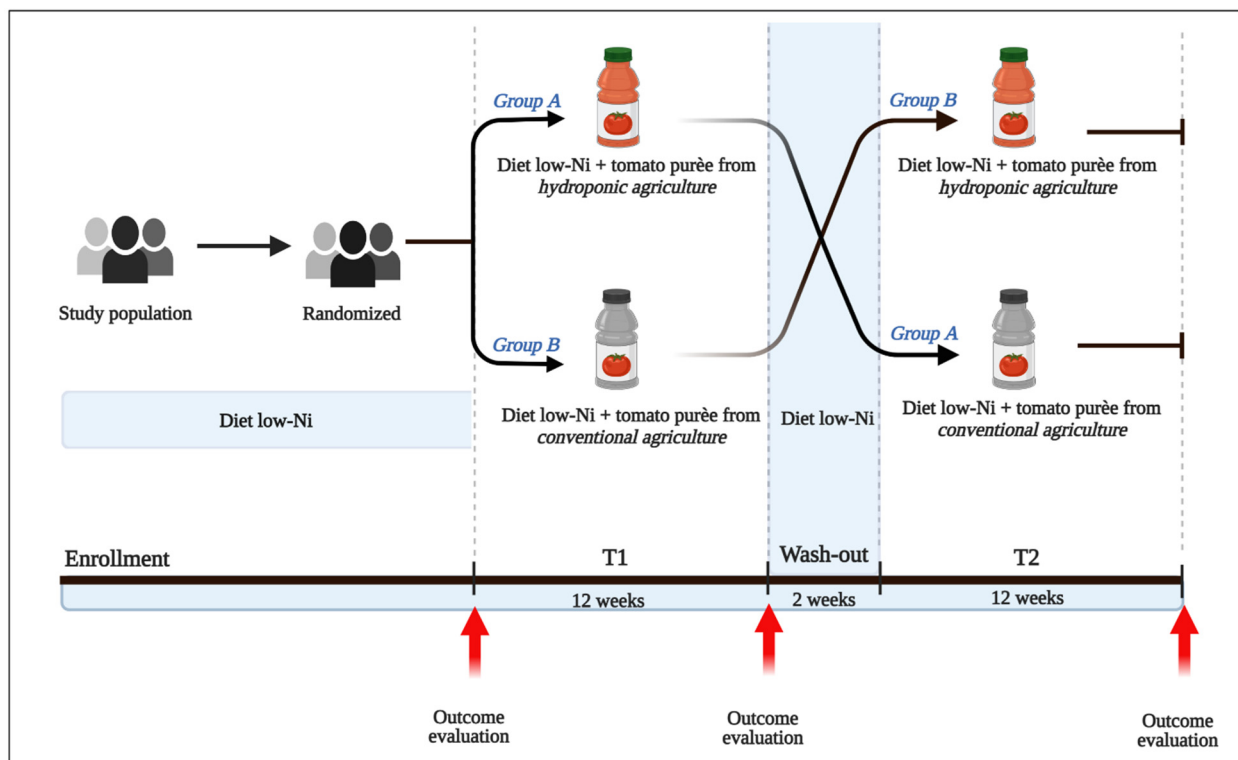 Group A
Group B
Diet low-Ni + tomato purèe from
hydroponic agriculture
Diet low-Ni + tomato purèe from
hydroponic agriculture
Study population
Randomized
Group B
Group A
Diet low-Ni
Diet low-Ni + tomato purèe from
conventional agriculture
Diet low-Ni
Diet low-Ni + tomato purèe from
conventional agriculture
Enrollment
T1
Wash-out
T2
12 weeks
2 weeks
12 weeks
Outcome
evaluation
Outcome
evaluation
Outcome
evaluation